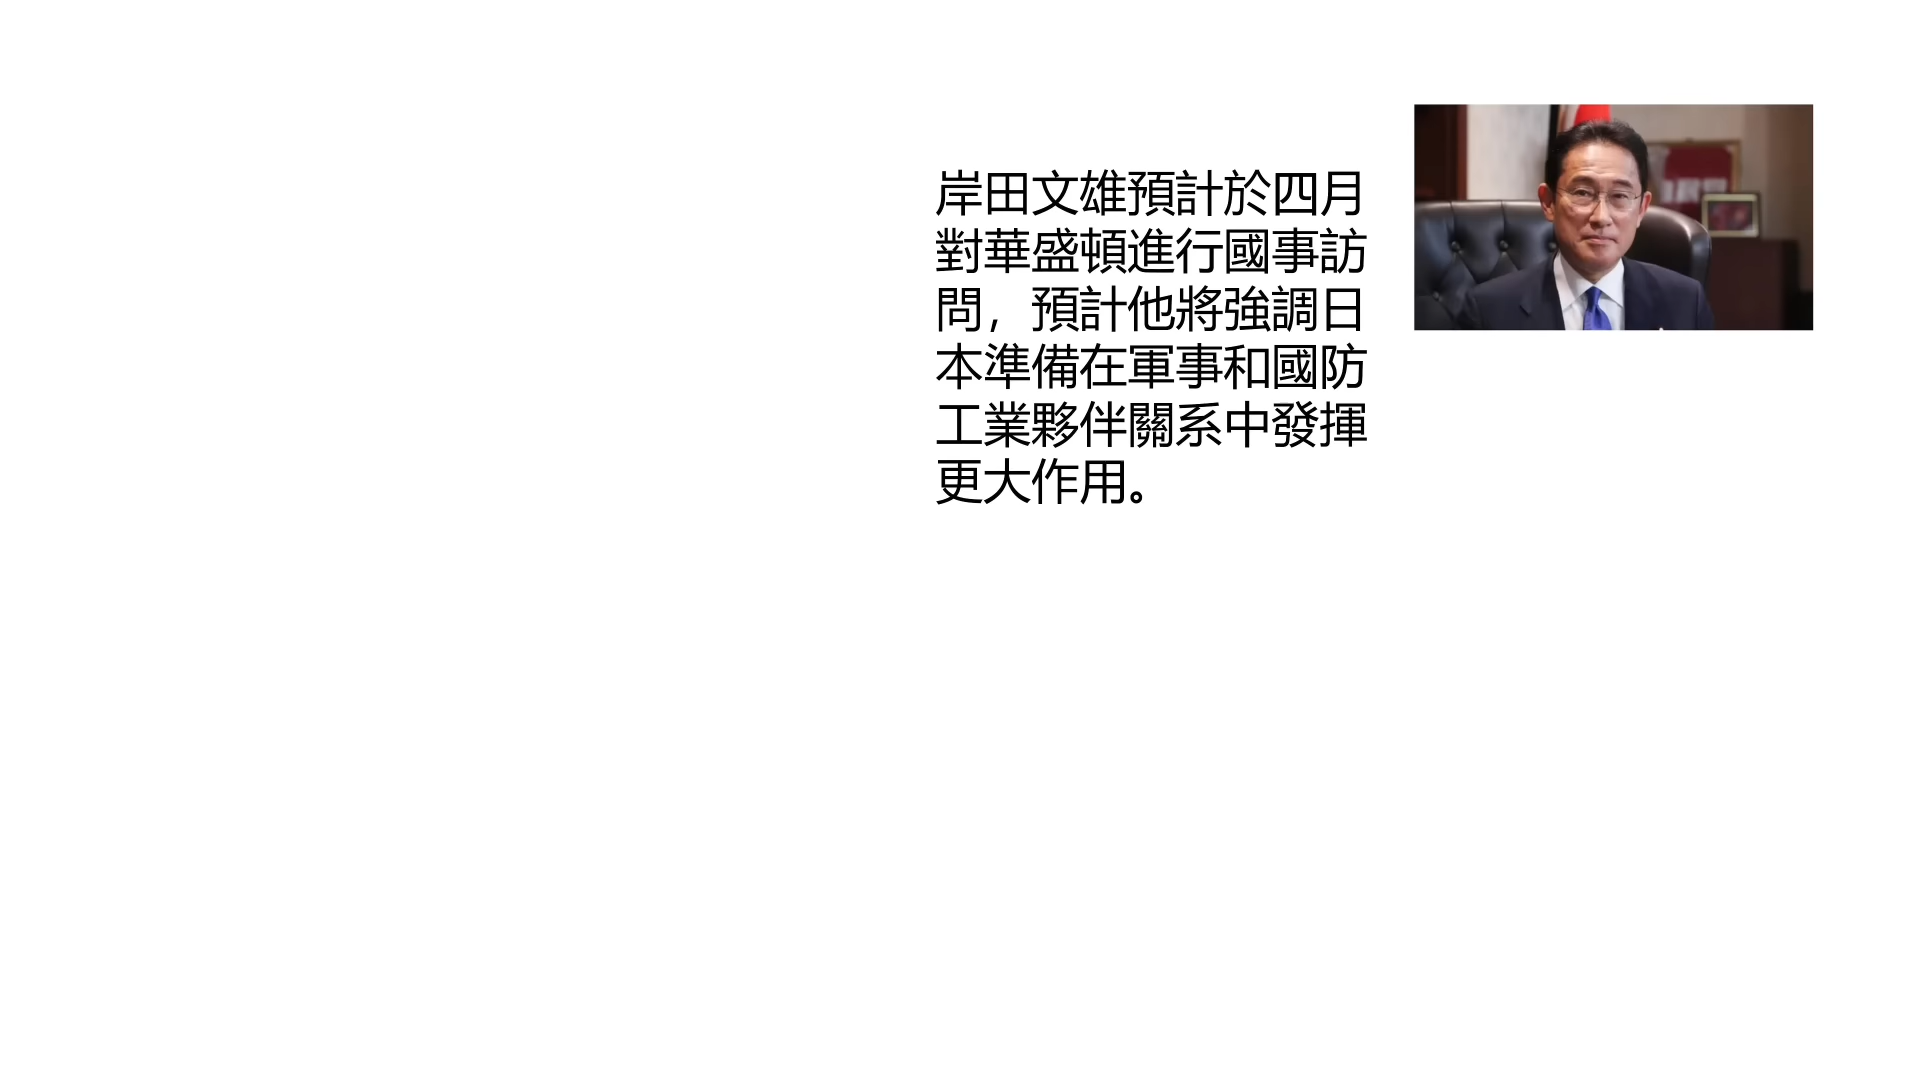 岸田文雄預計於四月
對華盛頓進行國事訪
問，預計他將強調日
本準備在軍事和國防
工業夥伴關系中發揮
更大作用。